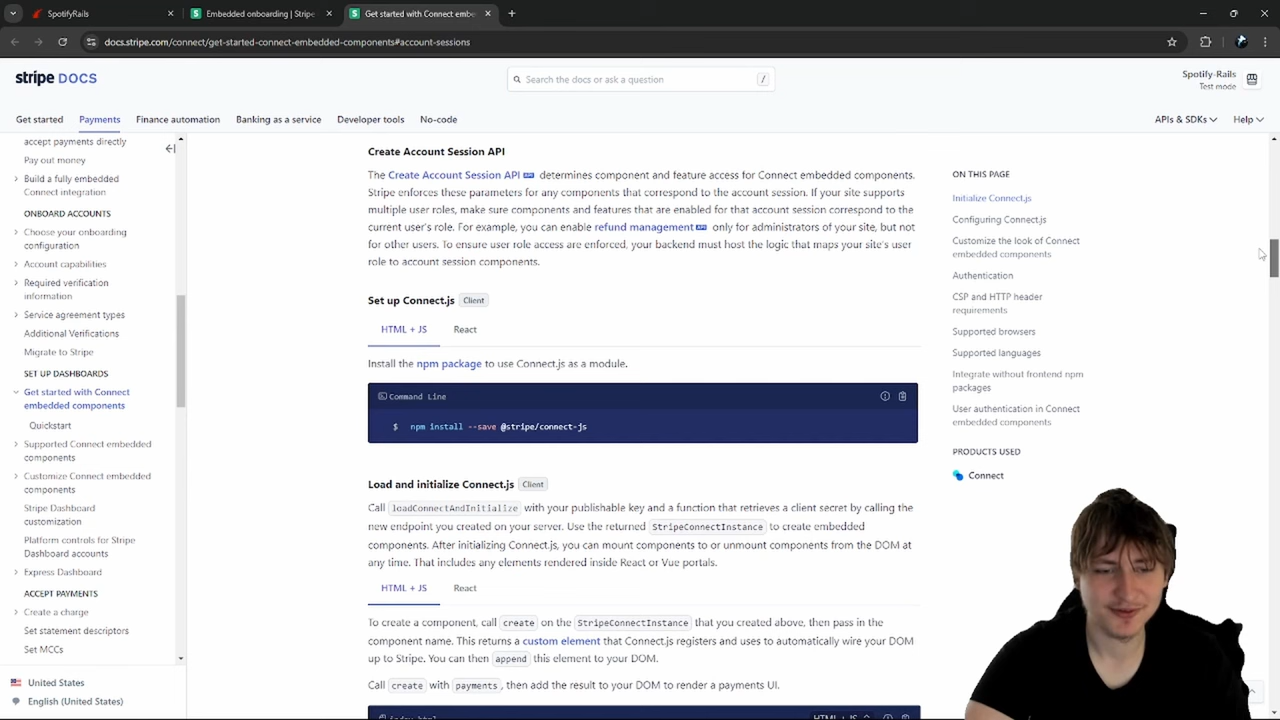 SpotifyRails
Embedded onboarding | Stripe
Get started with Connect emb
docs.stripe.com/connect/get-started-connect-embedded-components#account-sessions
stripe DOCS
Search the docs or ask a question
/
Spotify-Rails
Test mode
Get started
Payments
Finance automation
Banking as a service
Developer tools
No-code
APIs & SDKs
Help
accept payments directly
Pay out money
Build a fully embedded
Connect integration
ONBOARD ACCOUNTS
Choose your onboarding
configuration
Account capabilities
Required verification
information
Service agreement types
Additional Verifications
Migrate to Stripe
SET UP DASHBOARDS
Get started with Connect
embedded components
Quickstart
Supported Connect embedded
components
Customize Connect embedded
components
Stripe Dashboard
customization
Platform controls for Stripe
Dashboard accounts
Express Dashboard
ACCEPT PAYMENTS
Create a charge
Set statement descriptors
Set MCCs
United States
English (United States)
Create Account Session API
The Create Account Session API determines component and feature access for Connect embedded components.
Stripe enforces these parameters for any components that correspond to the account session. If your site supports
multiple user roles, make sure components and features that are enabled for that account session correspond to the
current user's role. For example, you can enable refund management only for administrators of your site, but not
for other users. To ensure user role access are enforced, your backend must host the logic that maps your site's user
role to account session components.
Set up Connect.js Client
HTML + JS React
Install the npm package to use Connect.js as a module.
Command Line
$ npm install --save @stripe/connect-js
Load and initialize Connect.js Client
Call loadConnectAndInitialize with your publishable key and a function that retrieves a client secret by calling the
new endpoint you created on your server. Use the returned StripeConnectInstance to create embedded
components. After initializing Connect.js, you can mount components to or unmount components from the DOM at
any time. That includes any elements rendered inside React or Vue portals.
HTML + JS React
To create a component, call create on the StripeConnectInstance that you created above, then pass in the
component name. This returns a custom element that Connect.js registers and uses to automatically wire your DOM
up to Stripe. You can then append this element to your DOM.
Call create with payments, then add the result to your DOM to render a payments UI.
index.html
HTML + JS
ON THIS PAGE
Initialize Connect.js
Configuring Connect.js
Customize the look of Connect
embedded components
Authentication
CSP and HTTP header
requirements
Supported browsers
Supported languages
Integrate without frontend npm
packages
User authentication in Connect
embedded components
PRODUCTS USED
Connect